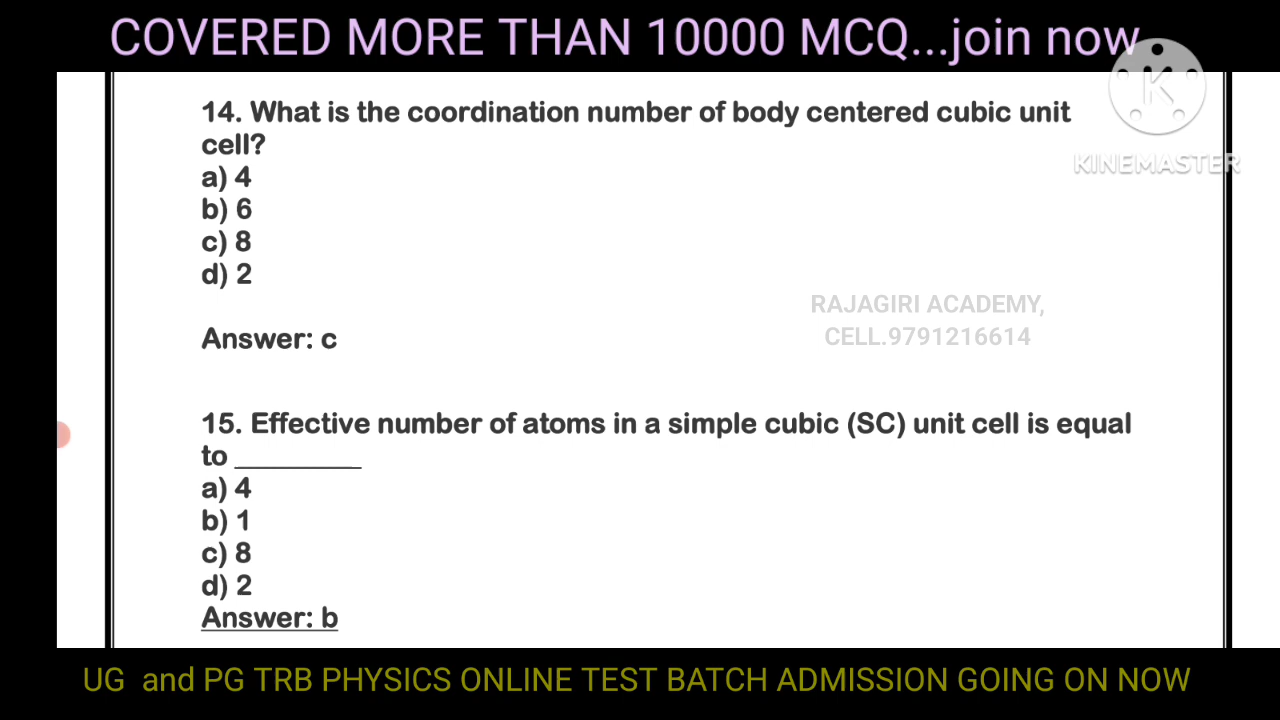 COVERED MORE THAN 10000 MCQ...join now
K
KINEMASTER
14. What is the coordination number of body centered cubic unit
cell?
a) 4
b) 6
c) 8
d) 2
RAJAGIRI ACADEMY,
CELL.9791216614
Answer: c
15. Effective number of atoms in a simple cubic (SC) unit cell is equal
to _________
a) 4
b) 1
c) 8
d) 2
Answer: b
UG and PG TRB PHYSICS ONLINE TEST BATCH ADMISSION GOING ON NOW